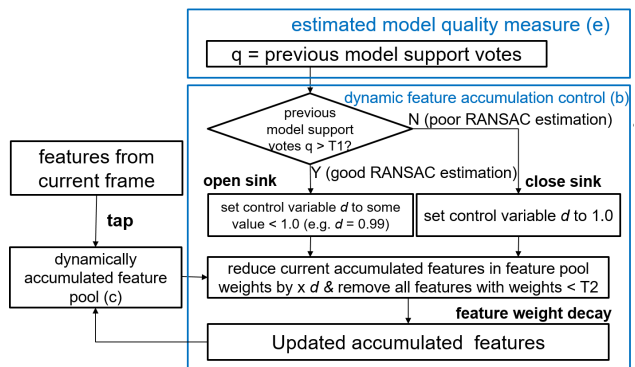 estimated model quality measure (e)
q = previous model support votes
dynamic feature accumulation control (b)
previous
model support
votes q > T1?
N (poor RANSAC estimation)
Y (good RANSAC estimation)
features from
current frame
open sink
close sink
tap
set control variable d to some
value < 1.0 (e.g. d = 0.99)
set control variable d to 1.0
dynamically
accumulated feature
pool (c)
reduce current accumulated features in feature pool
weights by x d & remove all features with weights < T2
feature weight decay
Updated accumulated features